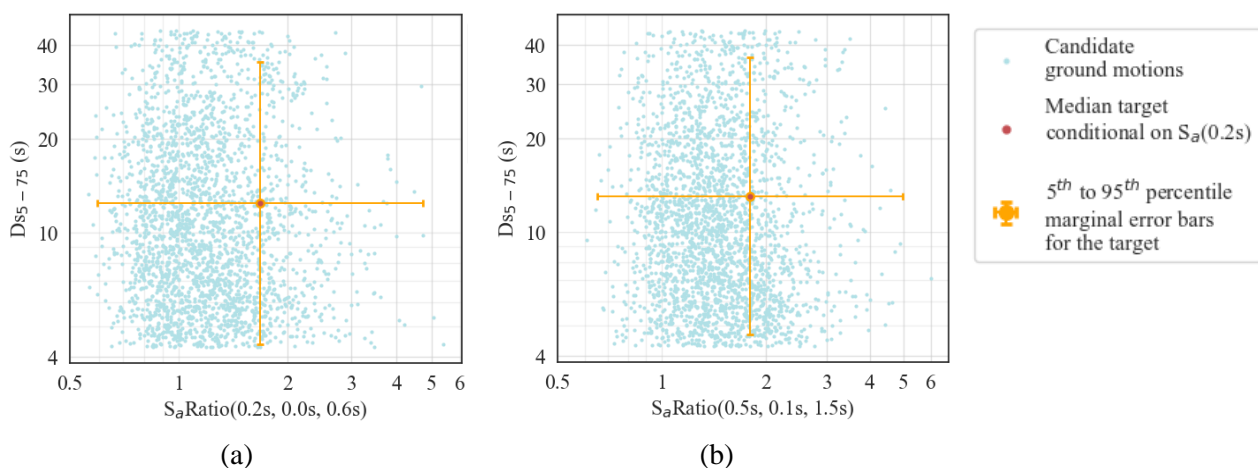 40
30
20
10
4
Ds5 − 75 (s)
0.5 1 2 3 4 5 6
SaRatio(0.2s, 0.0s, 0.6s)
(a)
40
30
20
10
4
Ds5 − 75 (s)
0.5 1 2 3 4 5 6
SaRatio(0.5s, 0.1s, 1.5s)
(b)
Candidate
ground motions
Median target
conditional on Sa(0.2s)
5th to 95th percentile
marginal error bars
for the target